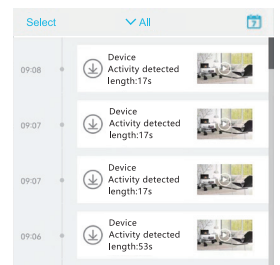 Select
All
7
09:08
Device
Activity detected
length:17s
09:07
Device
Activity detected
length:17s
09:07
Device
Activity detected
length:17s
09:06
Device
Activity detected
length:53s